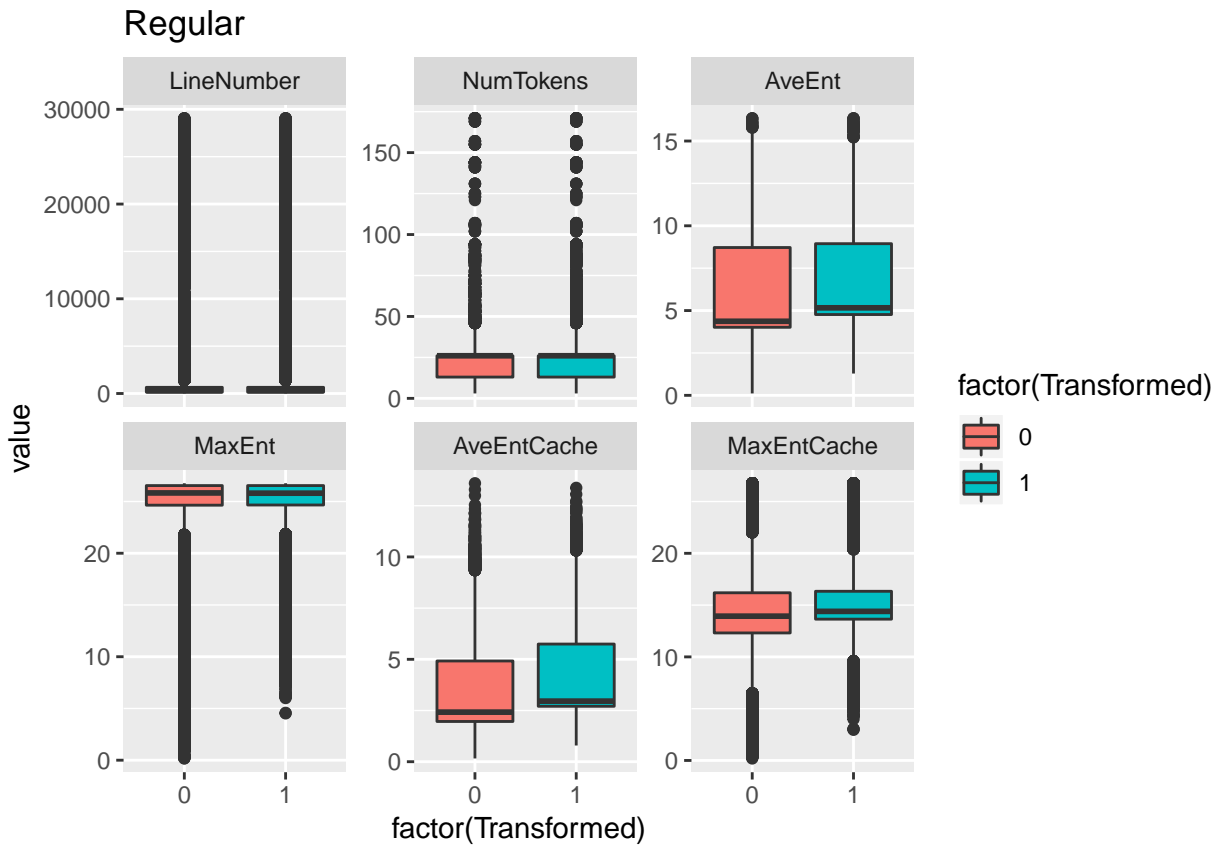 Regular
LineNumber
NumTokens
AveEnt
30000
20000
10000
0
150
100
50
0
15
10
5
0
value
MaxEnt
AveEntCache
MaxEntCache
20
10
0
10
5
0
20
10
0
0
1
0
1
0
1
factor(Transformed)
factor(Transformed)
0
1